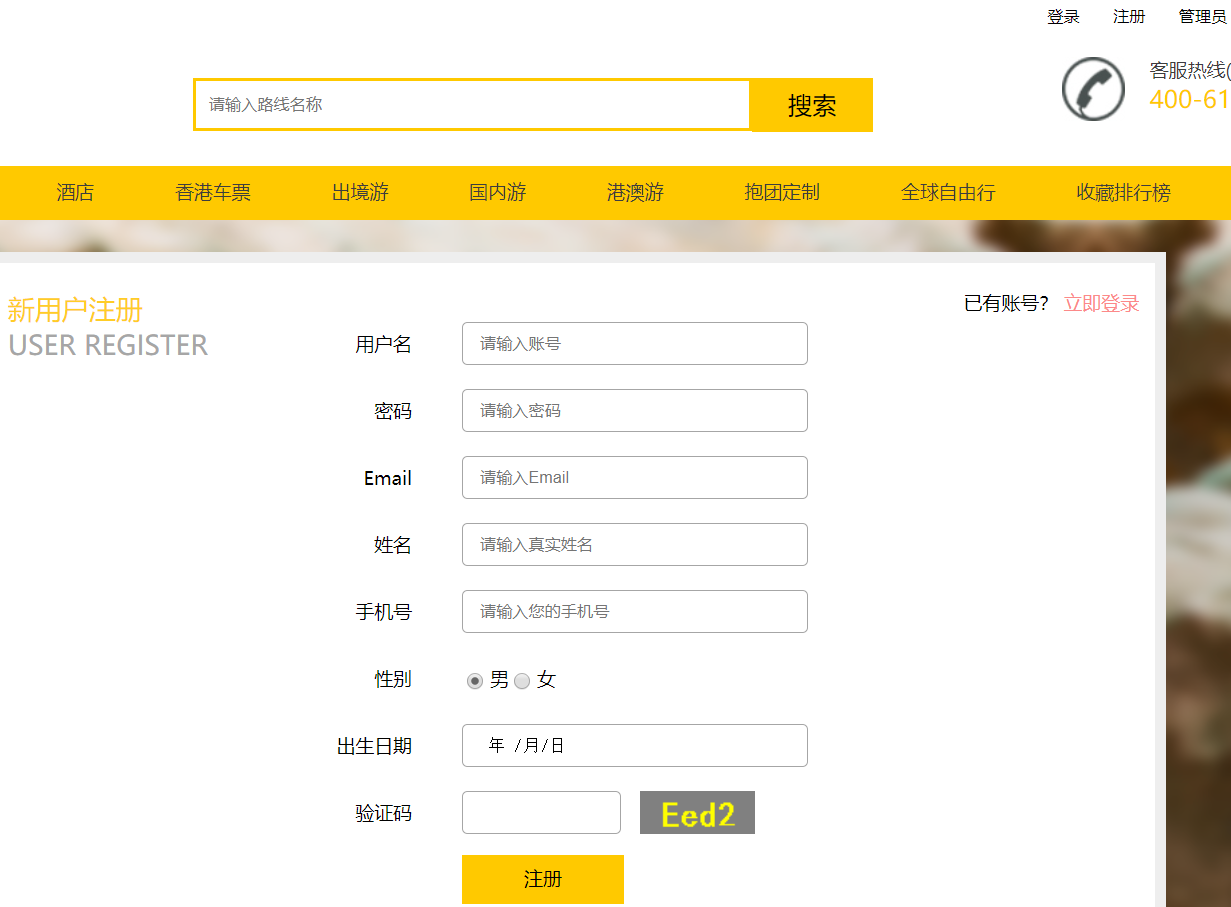 登录 注册 管理员
请输入路线名称 搜索
客服热线(
400-61
酒店 香港车票 出境游 国内游 港澳游 抱团定制 全球自由行 收藏排行榜
新用户注册
USER REGISTER
已有账号? 立即登录
用户名 请输入账号
密码 请输入密码
Email 请输入Email
姓名 请输入真实姓名
手机号 请输入您的手机号
性别 男 女
出生日期 年 /月/日
验证码 Eed2
注册